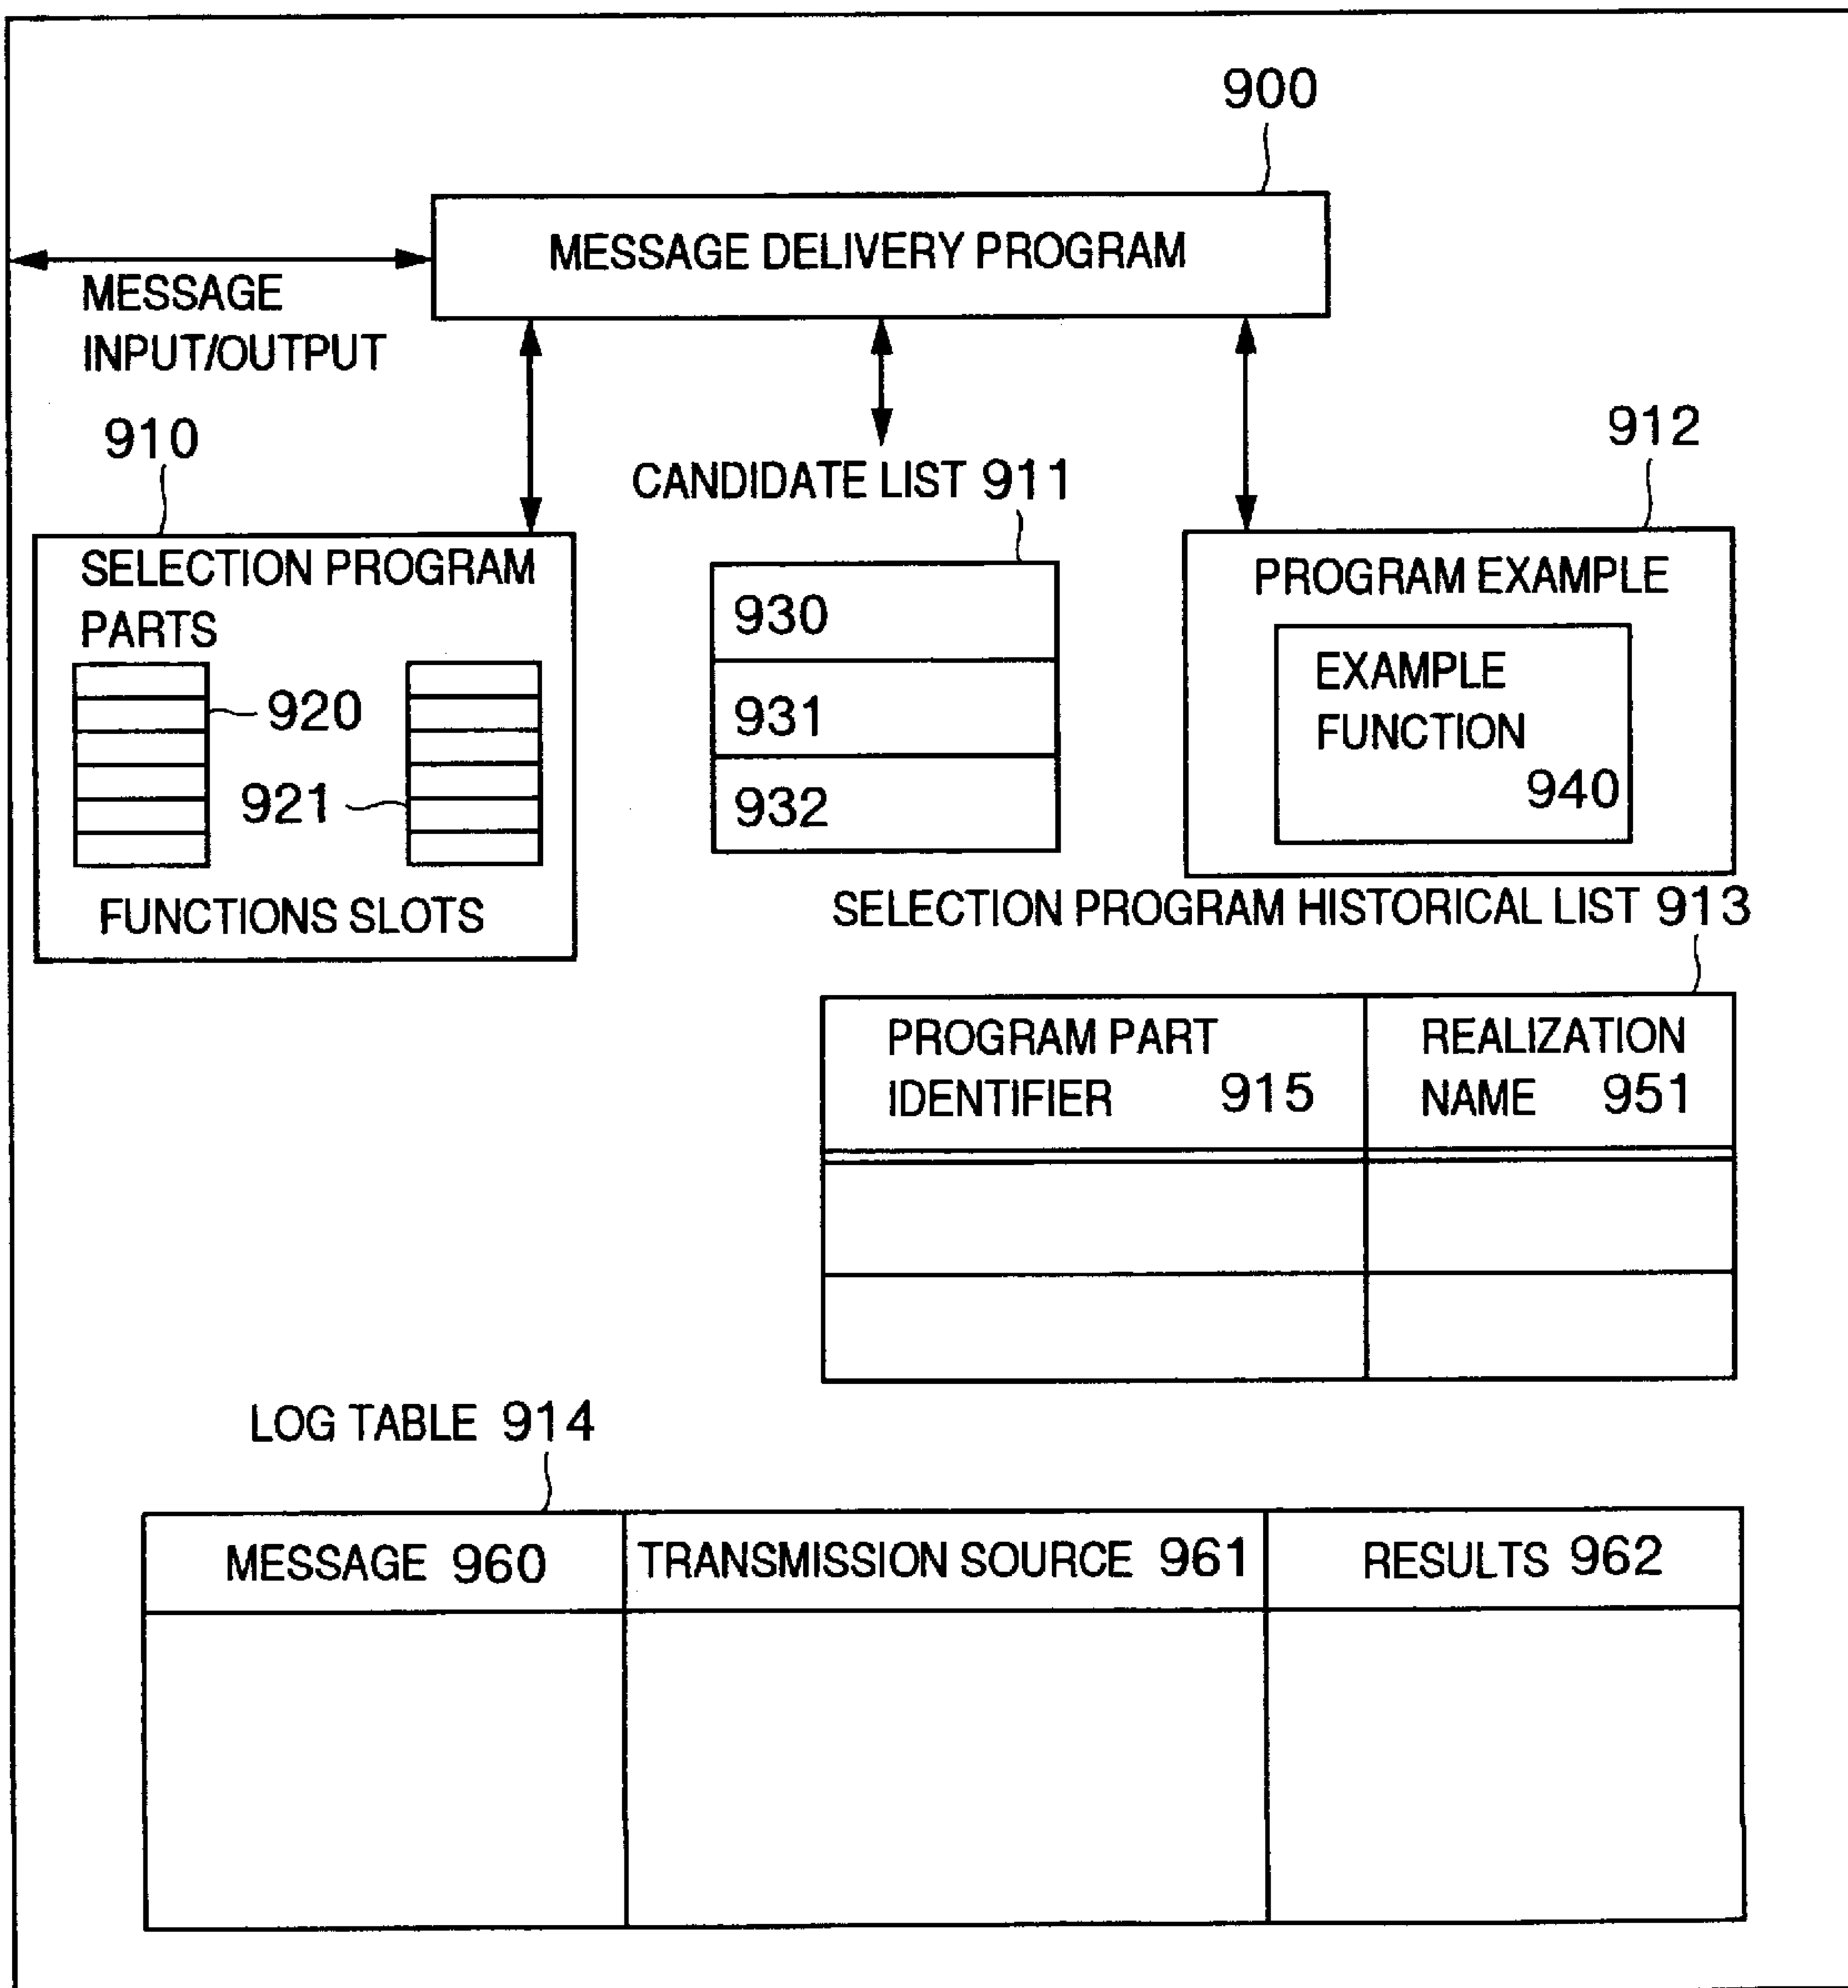 900
MESSAGE DELIVERY PROGRAM
MESSAGE
INPUT/OUTPUT
910
CANDIDATE LIST 911
912
SELECTION PROGRAM
PARTS
920
921
FUNCTIONS SLOTS
930
931
932
PROGRAM EXAMPLE
EXAMPLE
FUNCTION
940
SELECTION PROGRAM HISTORICAL LIST 913
PROGRAM PART
IDENTIFIER 915
REALIZATION
NAME 951
LOG TABLE 914
MESSAGE 960
TRANSMISSION SOURCE 961
RESULTS 962